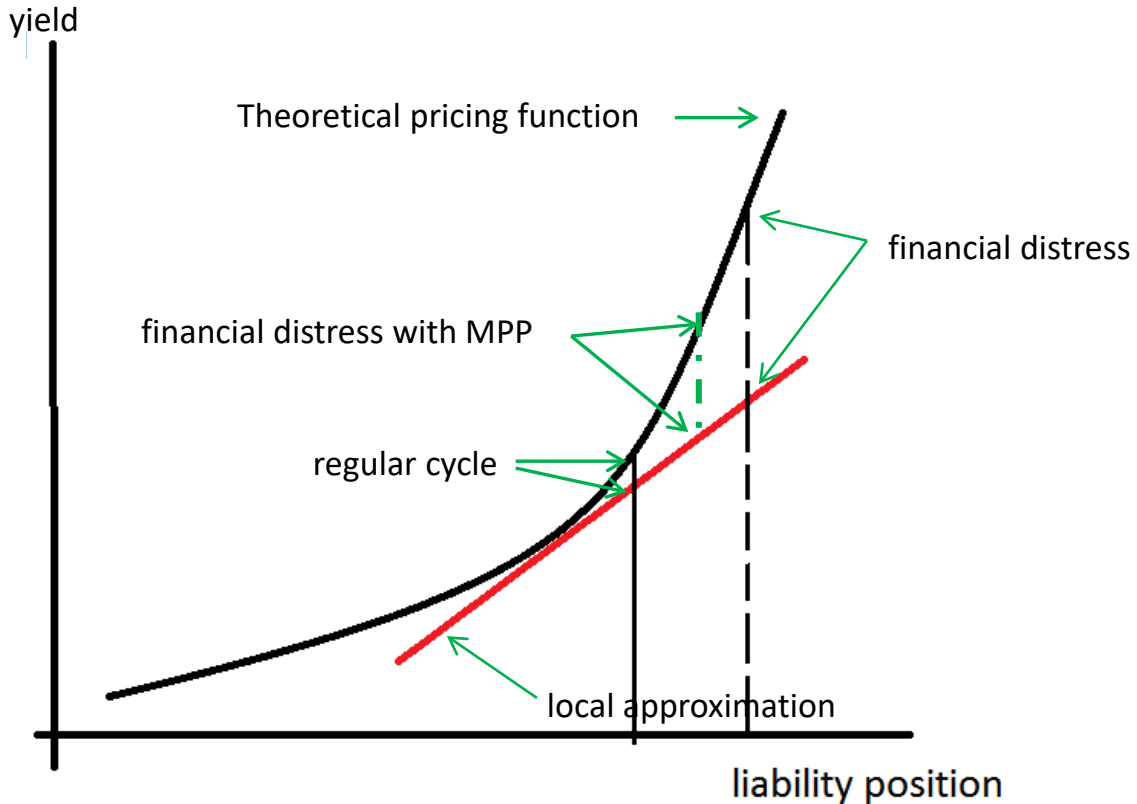 yield
Theoretical pricing function
financial distress
financial distress with MPP
regular cycle
local approximation
liability position